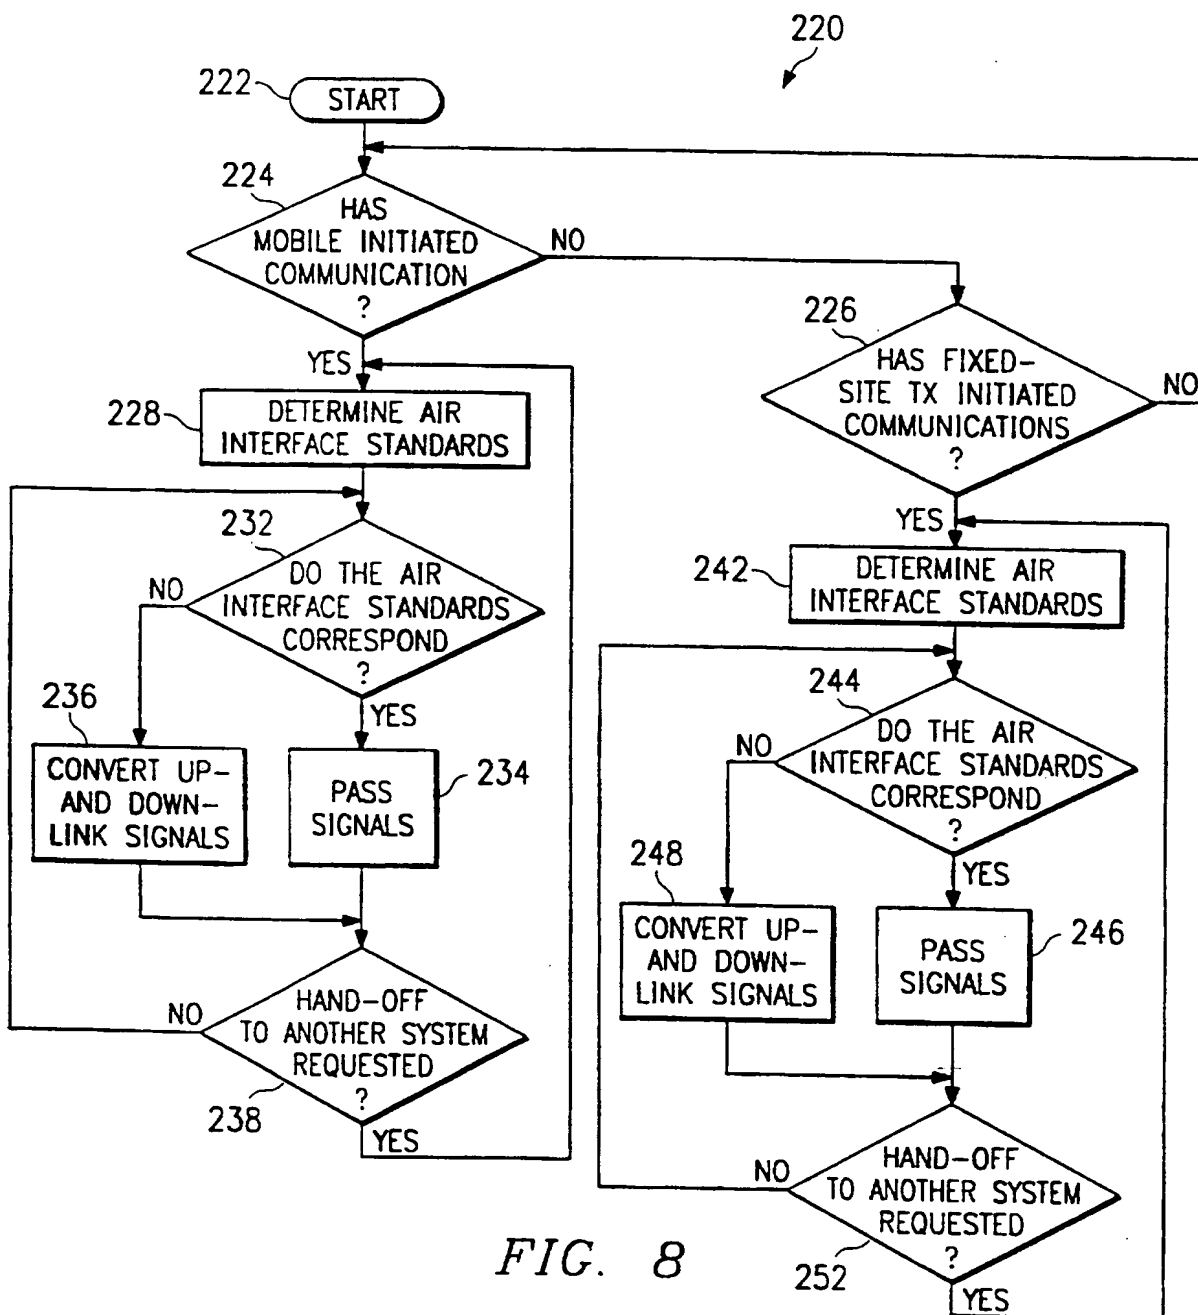 220
222
START
224
HAS
MOBILE INITIATED
COMMUNICATION
?
NO
YES
226
HAS FIXED-
SITE TX INITIATED
COMMUNICATIONS
?
NO
YES
228
DETERMINE AIR
INTERFACE STANDARDS
232
DO THE AIR
INTERFACE STANDARDS
CORRESPOND
?
NO
YES
236
CONVERT UP-
AND DOWN-
LINK SIGNALS
234
PASS
SIGNALS
HAND-OFF
TO ANOTHER SYSTEM
REQUESTED
?
NO
238
YES
242
DETERMINE AIR
INTERFACE STANDARDS
244
DO THE AIR
INTERFACE STANDARDS
CORRESPOND
?
NO
YES
248
CONVERT UP-
AND DOWN-
LINK SIGNALS
246
PASS
SIGNALS
HAND-OFF
TO ANOTHER SYSTEM
REQUESTED
?
NO
252
YES
FIG. 8